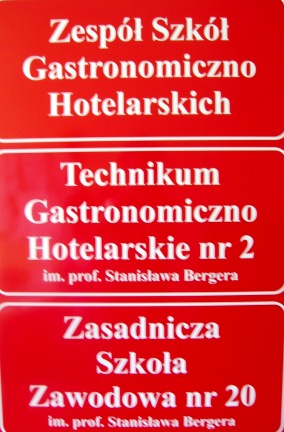 Zespół Szkół
Gastronomiczno
Hotelarskich
Technikum
Gastronomiczno
Hotelarskie nr 2
im. prof. Stanisława Bergera
Zasadnicza
Szkoła
Zawodowa nr 20
im. prof. Stanisława Bergera